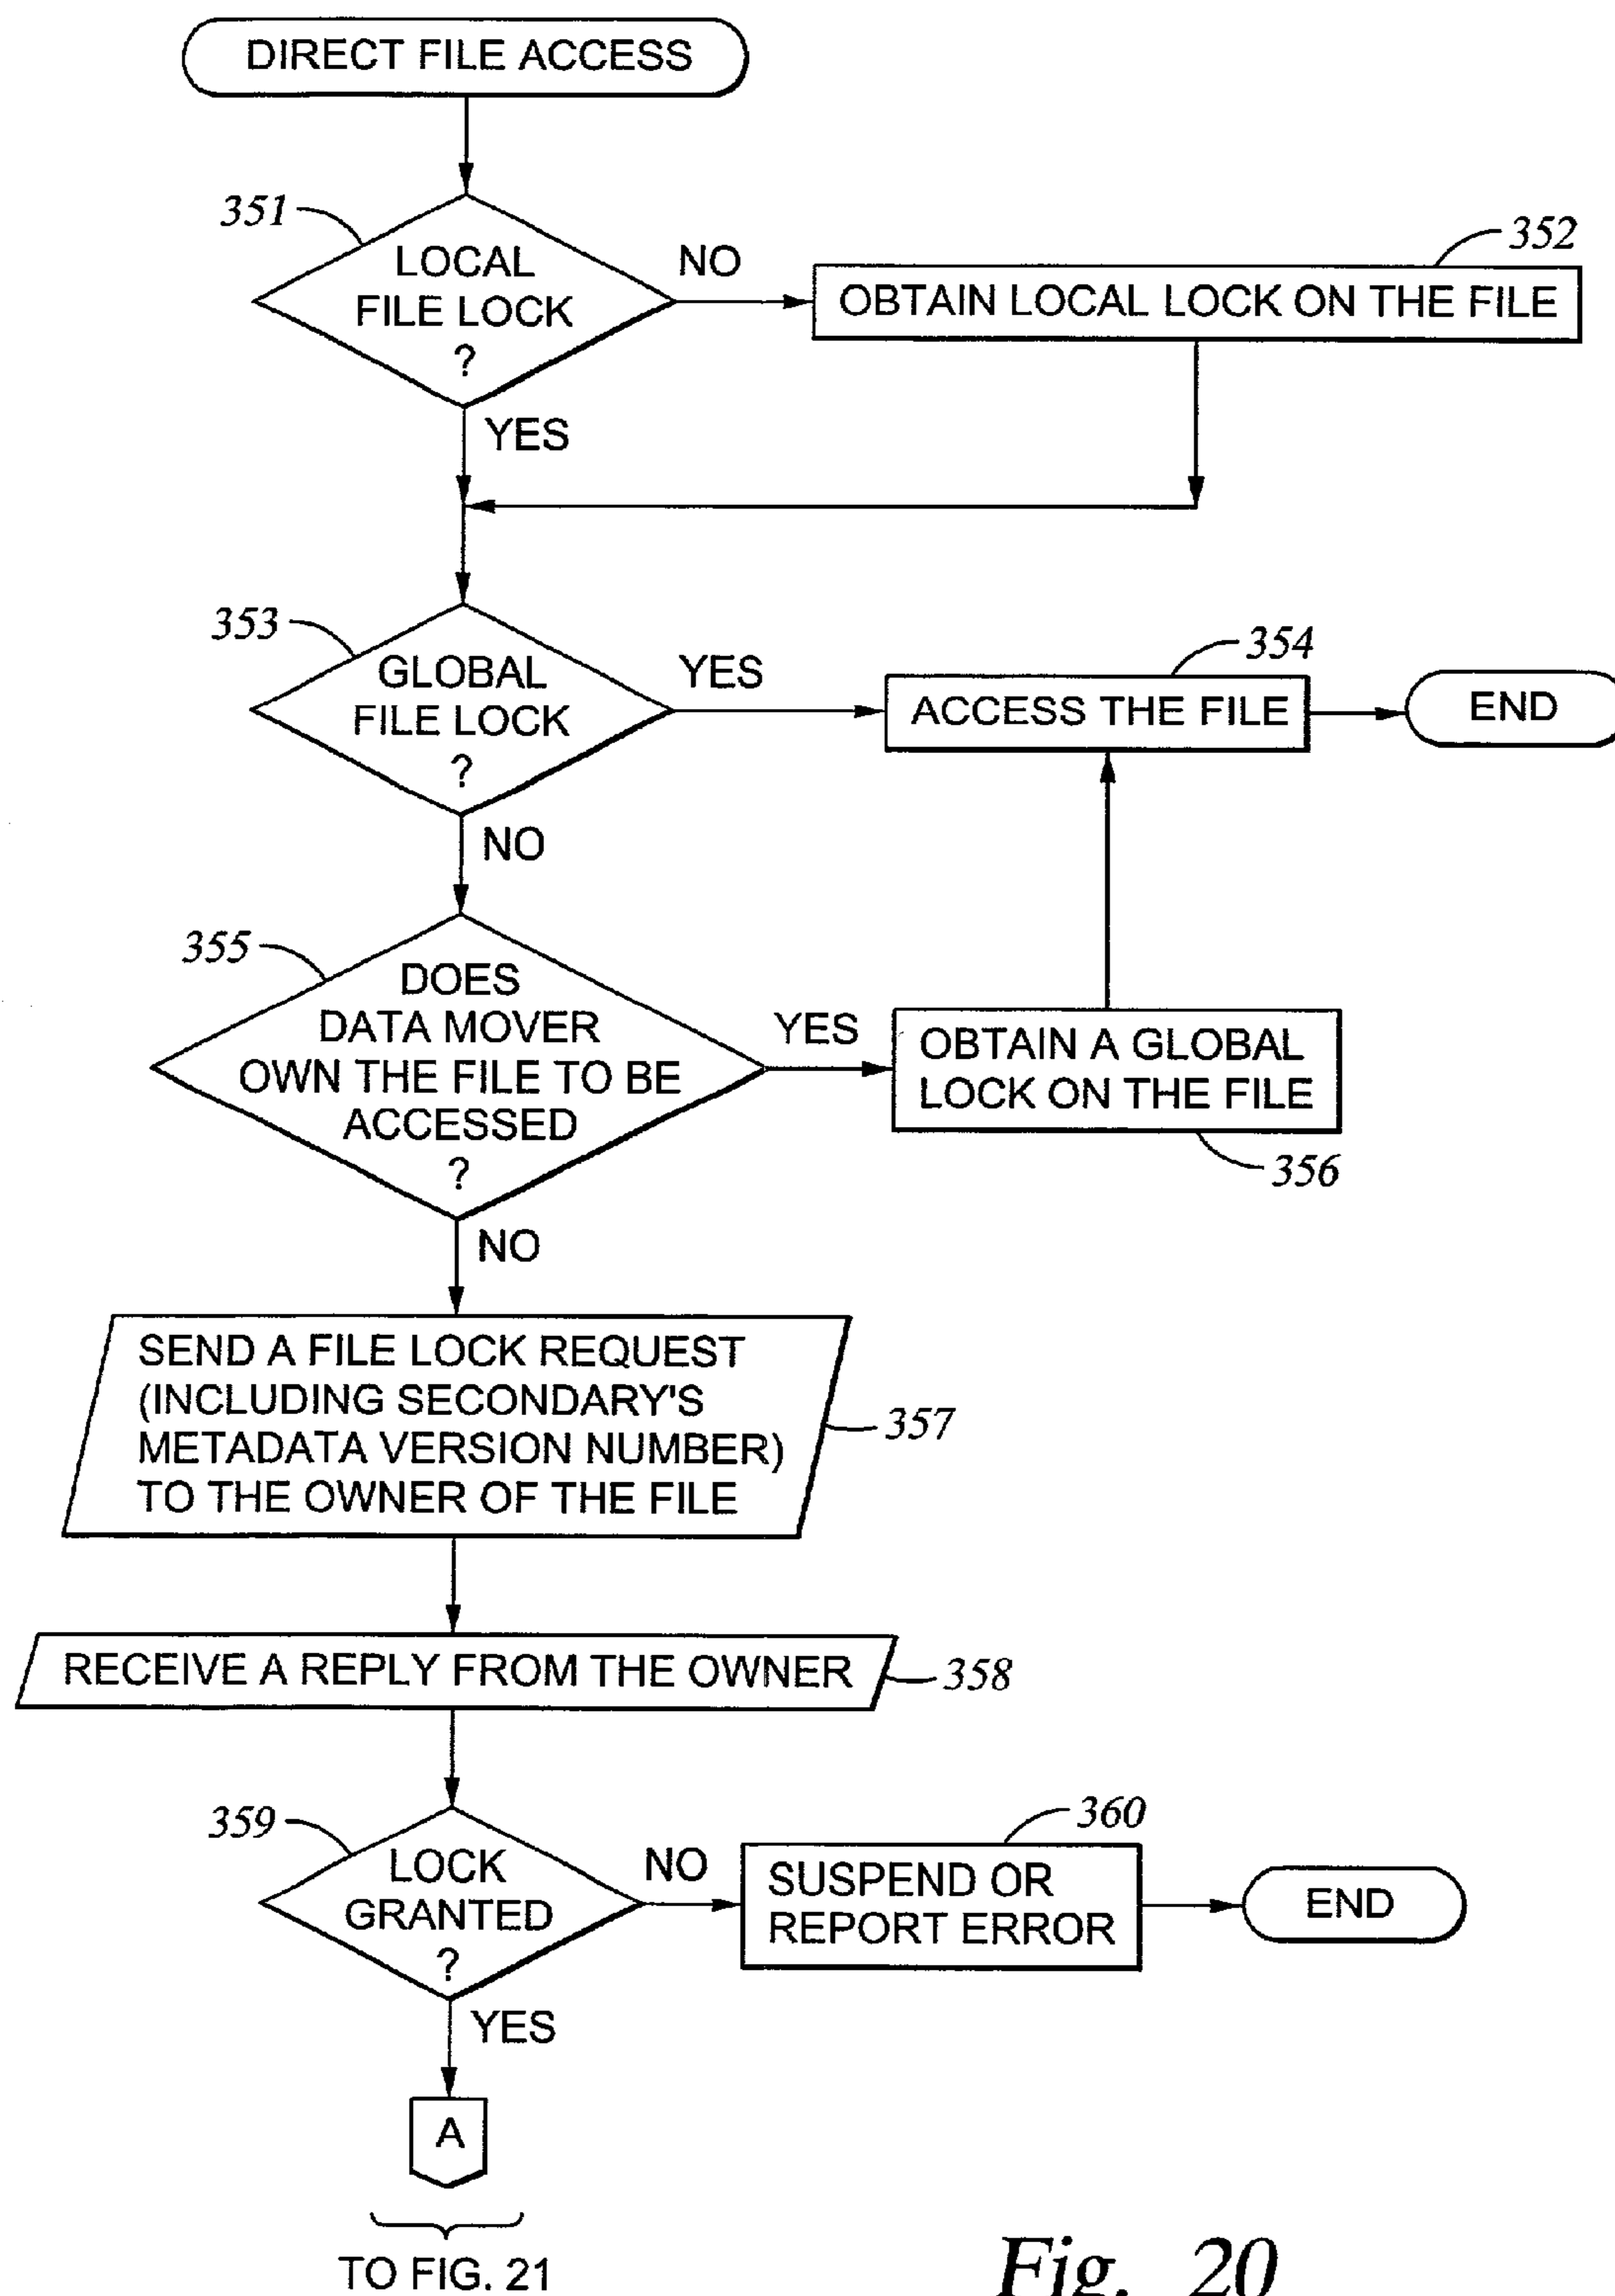 DIRECT FILE ACCESS
351
LOCAL
FILE LOCK
?
NO
352
OBTAIN LOCAL LOCK ON THE FILE
YES
353
GLOBAL
FILE LOCK
?
YES
354
ACCESS THE FILE
END
NO
355
DOES
DATA MOVER
OWN THE FILE TO BE
ACCESSED
?
YES
OBTAIN A GLOBAL
LOCK ON THE FILE
356
NO
SEND A FILE LOCK REQUEST
(INCLUDING SECONDARY'S
METADATA VERSION NUMBER)
TO THE OWNER OF THE FILE
357
RECEIVE A REPLY FROM THE OWNER
358
359
LOCK
GRANTED
?
NO
360
SUSPEND OR
REPORT ERROR
END
YES
A
TO FIG. 21
Fig. 20